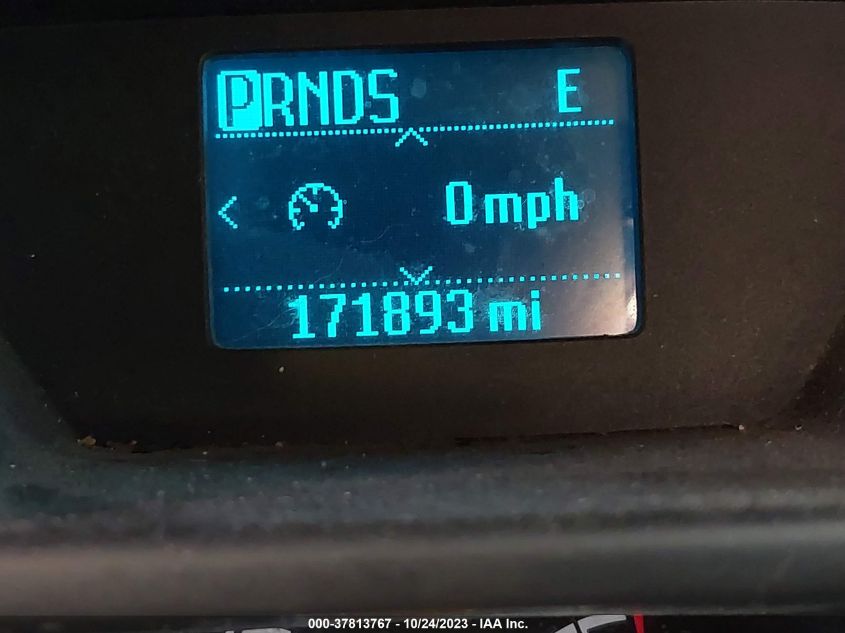 PRNDS E
0 mph
171893 mi
000-37813767 - 10/24/2023 - IAA Inc.